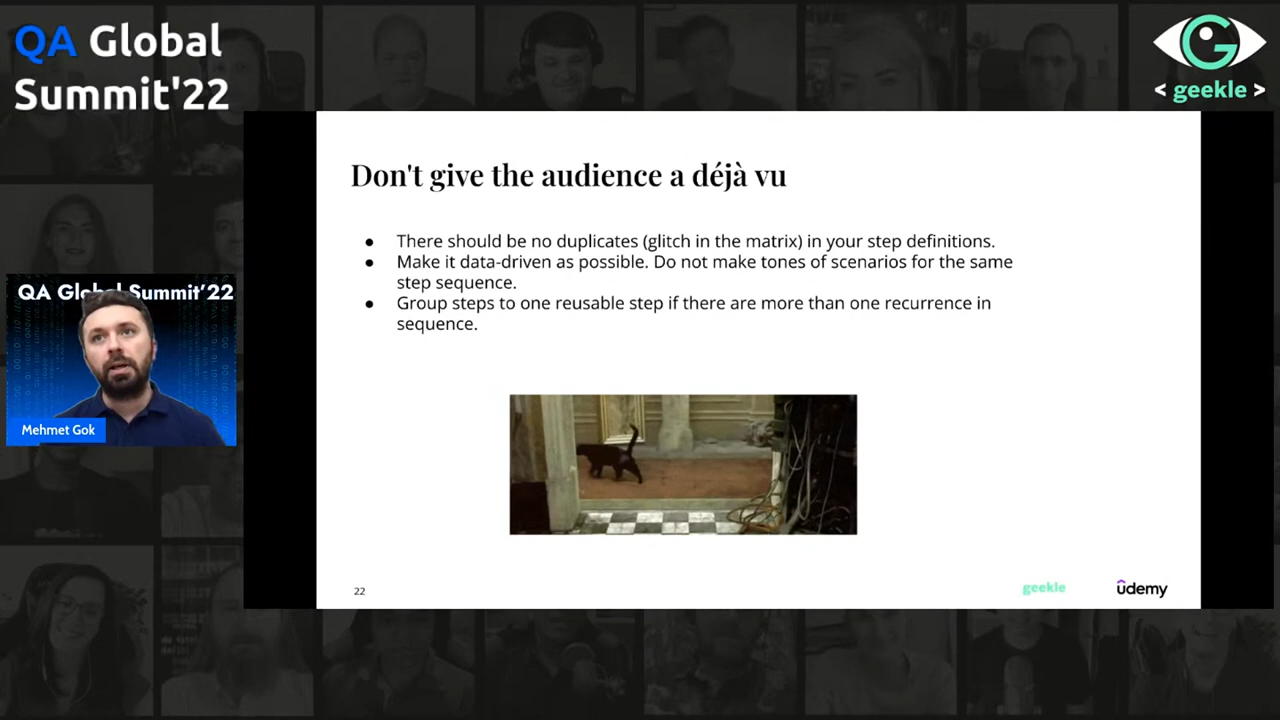 QA Global
Summit'22
< geekle >
Don't give the audience a déjà vu
● There should be no duplicates (glitch in the matrix) in your step definitions.
● Make it data-driven as possible. Do not make tones of scenarios for the same
step sequence.
● Group steps to one reusable step if there are more than one recurrence in
sequence.
QA Global Summit'22
Mehmet Gok
22
geekle
udemy